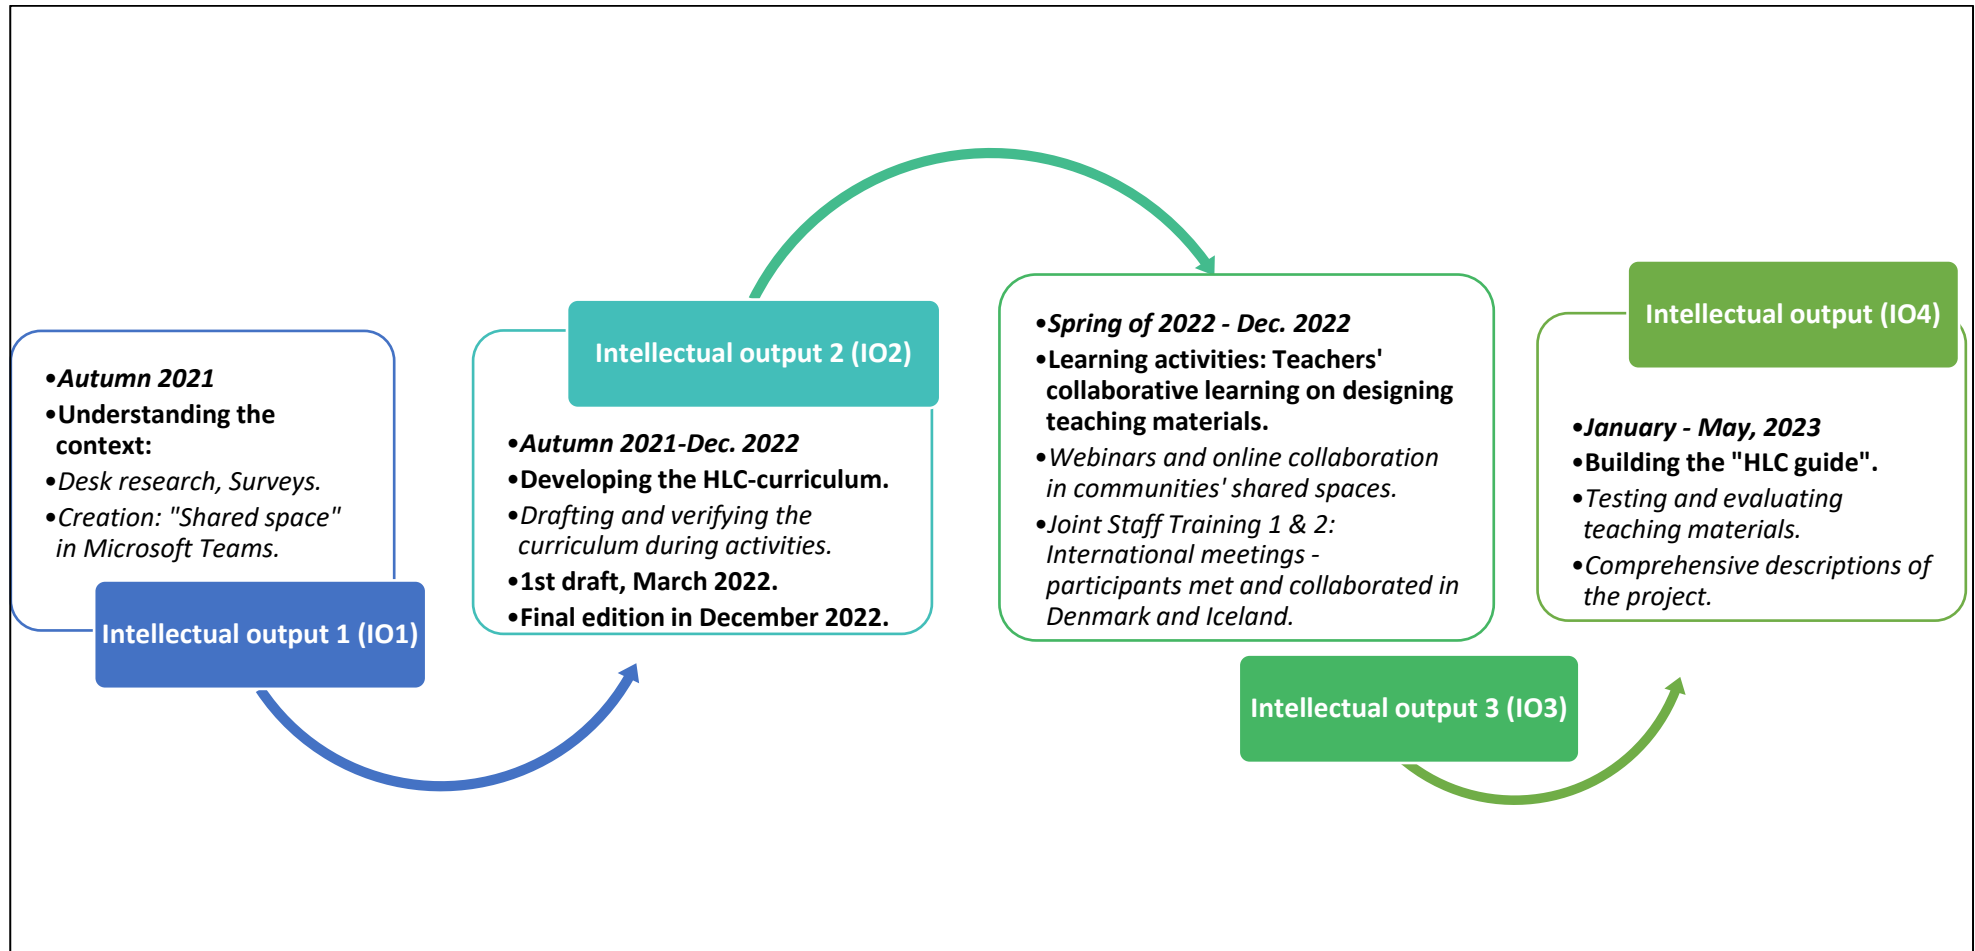 •Autumn 2021
•Understanding the
context:
•Desk research, Surveys.
•Creation: "Shared space"
in Microsoft Teams.
Intellectual output 1 (IO1)
Intellectual output 2 (IO2)
•Autumn 2021-Dec. 2022
•Developing the HLC-curriculum.
•Drafting and verifying the
curriculum during activities.
•1st draft, March 2022.
•Final edition in December 2022.
•Spring of 2022 - Dec. 2022
•Learning activities: Teachers'
collaborative learning on designing
teaching materials.
•Webinars and online collaboration
in communities' shared spaces.
•Joint Staff Training 1 & 2:
International meetings -
participants met and collaborated in
Denmark and Iceland.
Intellectual output 3 (IO3)
Intellectual output (IO4)
•January - May, 2023
•Building the "HLC guide".
•Testing and evaluating
teaching materials.
•Comprehensive descriptions of
the project.